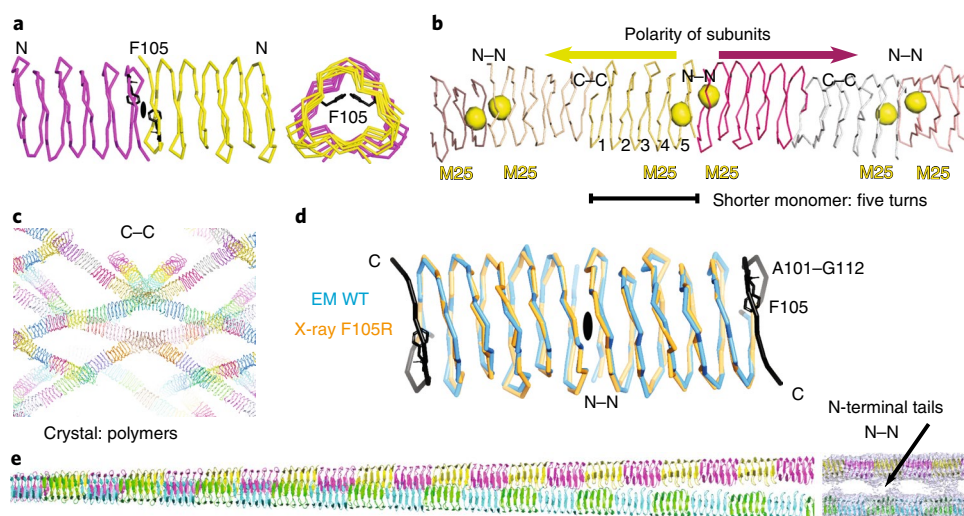 a
N
F105
N
F105
b
Polarity of subunits
N–N
C–C
N–N
C–C
N–N
1 2 3 4 5
M25 M25 M25 M25 M25 M25
Shorter monomer: five turns
c
C–C
Crystal: polymers
d
C
EM WT
X-ray F105R
A101–G112
F105
N–N
C
N-terminal tails
N–N
e